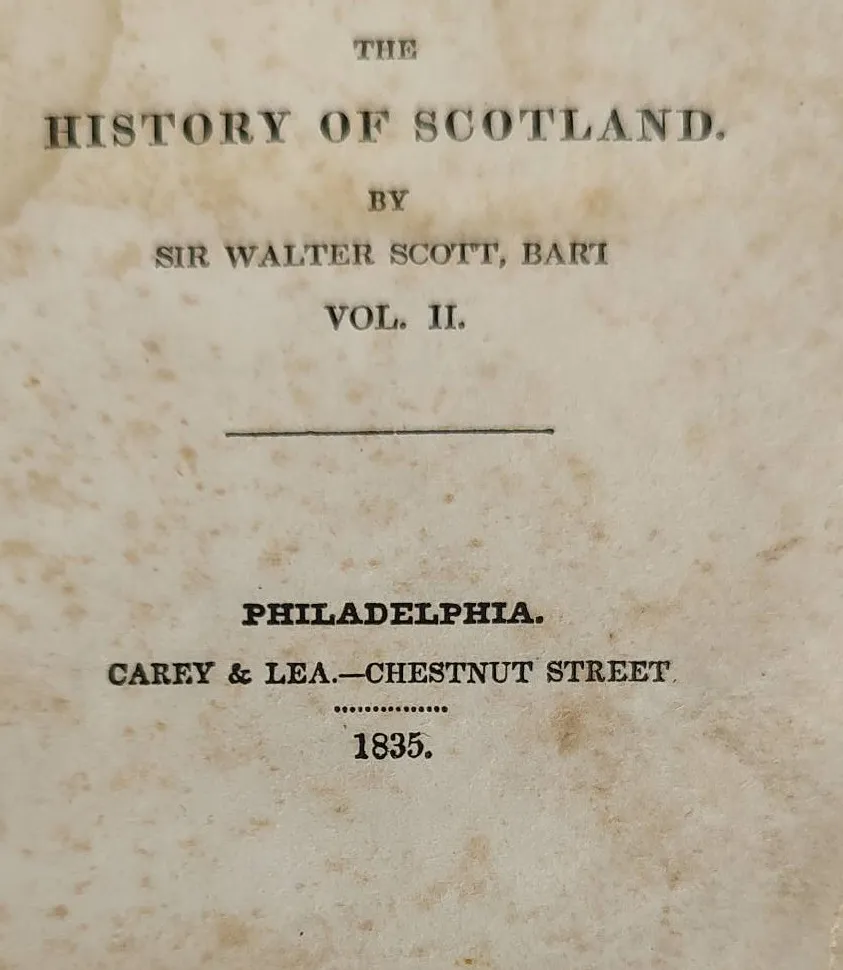 THE
HISTORY OF SCOTLAND.
BY
SIR WALTER SCOTT, BART
VOL. II.
PHILADELPHIA.
CAREY & LEA.—CHESTNUT STREET.
1835.